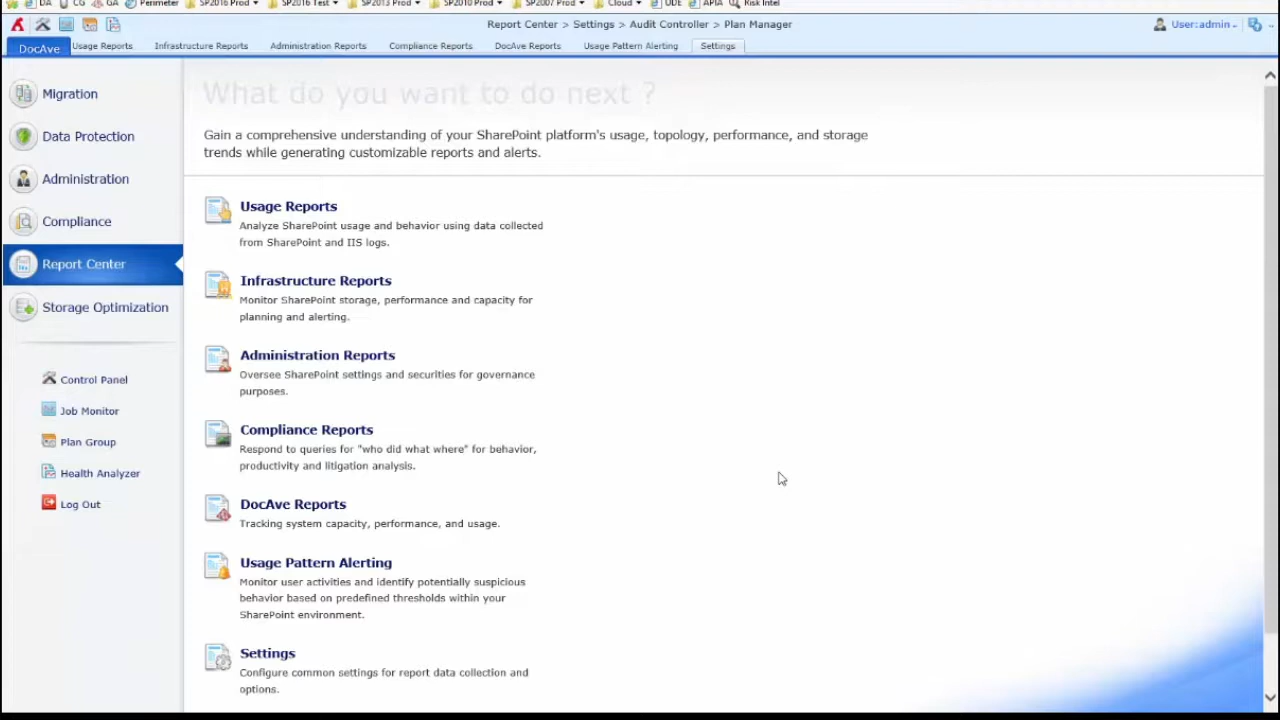 DA CG GA Perimeter SP2016 Prod SP2016 Test SP2013 Prod SP2010 Prod SP2007 Prod Cloud UDE APIA Risk Intel
Report Center > Settings > Audit Controller > Plan Manager
User:admin
DocAve Usage Reports Infrastructure Reports Administration Reports Compliance Reports DocAve Reports Usage Pattern Alerting Settings
Migration
Data Protection
Administration
Compliance
Report Center
Storage Optimization
Control Panel
Job Monitor
Plan Group
Health Analyzer
Log Out
What do you want to do next ?
Gain a comprehensive understanding of your SharePoint platform's usage, topology, performance, and storage
trends while generating customizable reports and alerts.
Usage Reports
Analyze SharePoint usage and behavior using data collected
from SharePoint and IIS logs.
Infrastructure Reports
Monitor SharePoint storage, performance and capacity for
planning and alerting.
Administration Reports
Oversee SharePoint settings and securities for governance
purposes.
Compliance Reports
Respond to queries for "who did what where" for behavior,
productivity and litigation analysis.
DocAve Reports
Tracking system capacity, performance, and usage.
Usage Pattern Alerting
Monitor user activities and identify potentially suspicious
behavior based on predefined thresholds within your
SharePoint environment.
Settings
Configure common settings for report data collection and
options.